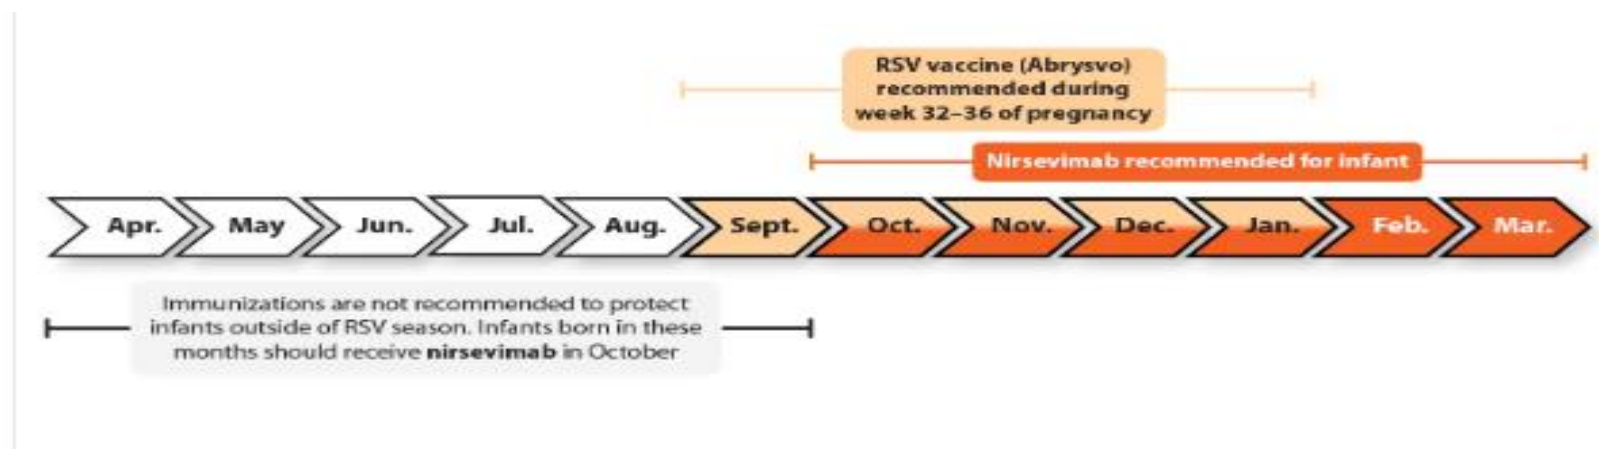 RSV vaccine (Abrysvo)
recommended during
week 32–36 of pregnancy
Nirsevimab recommended for infant
Apr. May Jun. Jul. Aug. Sept. Oct. Nov. Dec. Jan. Feb. Mar.
Immunizations are not recommended to protect
infants outside of RSV season. Infants born in these
months should receive nirsevimab in October